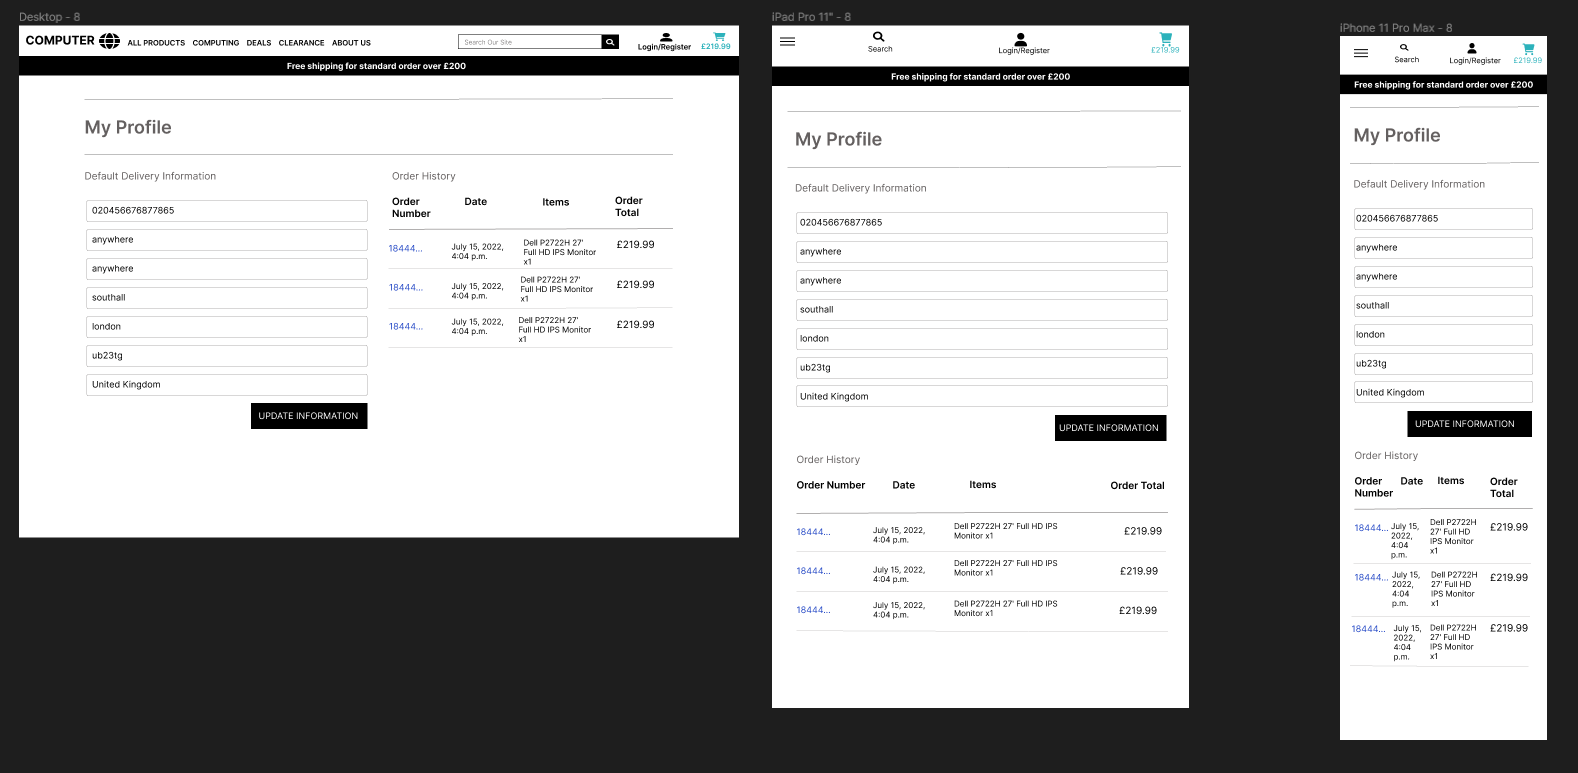 Desktop - 8
COMPUTER
ALL PRODUCTS COMPUTING DEALS CLEARANCE ABOUT US
Search Our Site
Login/Register
£219.99
Free shipping for standard order over £200
My Profile
Default Delivery Information
020456676877865
anywhere
anywhere
southall
london
ub23tg
United Kingdom
UPDATE INFORMATION
Order History
Order Number Date Items Order Total
18444... July 15, 2022, 4:04 p.m. Dell P2722H 27' Full HD IPS Monitor x1 £219.99
18444... July 15, 2022, 4:04 p.m. Dell P2722H 27' Full HD IPS Monitor x1 £219.99
18444... July 15, 2022, 4:04 p.m. Dell P2722H 27' Full HD IPS Monitor x1 £219.99
iPad Pro 11" - 8
Search
Login/Register
£219.99
Free shipping for standard order over £200
My Profile
Default Delivery Information
020456676877865
anywhere
anywhere
southall
london
ub23tg
United Kingdom
UPDATE INFORMATION
Order History
Order Number Date Items Order Total
18444... July 15, 2022, 4:04 p.m. Dell P2722H 27' Full HD IPS Monitor x1 £219.99
18444... July 15, 2022, 4:04 p.m. Dell P2722H 27' Full HD IPS Monitor x1 £219.99
18444... July 15, 2022, 4:04 p.m. Dell P2722H 27' Full HD IPS Monitor x1 £219.99
iPhone 11 Pro Max - 8
Search
Login/Register
£219.99
Free shipping for standard order over £200
My Profile
Default Delivery Information
020456676877865
anywhere
anywhere
southall
london
ub23tg
United Kingdom
UPDATE INFORMATION
Order History
Order Number Date Items Order Total
18444... July 15, 2022, 4:04 p.m. Dell P2722H 27' Full HD IPS Monitor x1 £219.99
18444... July 15, 2022, 4:04 p.m. Dell P2722H 27' Full HD IPS Monitor x1 £219.99
18444... July 15, 2022, 4:04 p.m. Dell P2722H 27' Full HD IPS Monitor x1 £219.99